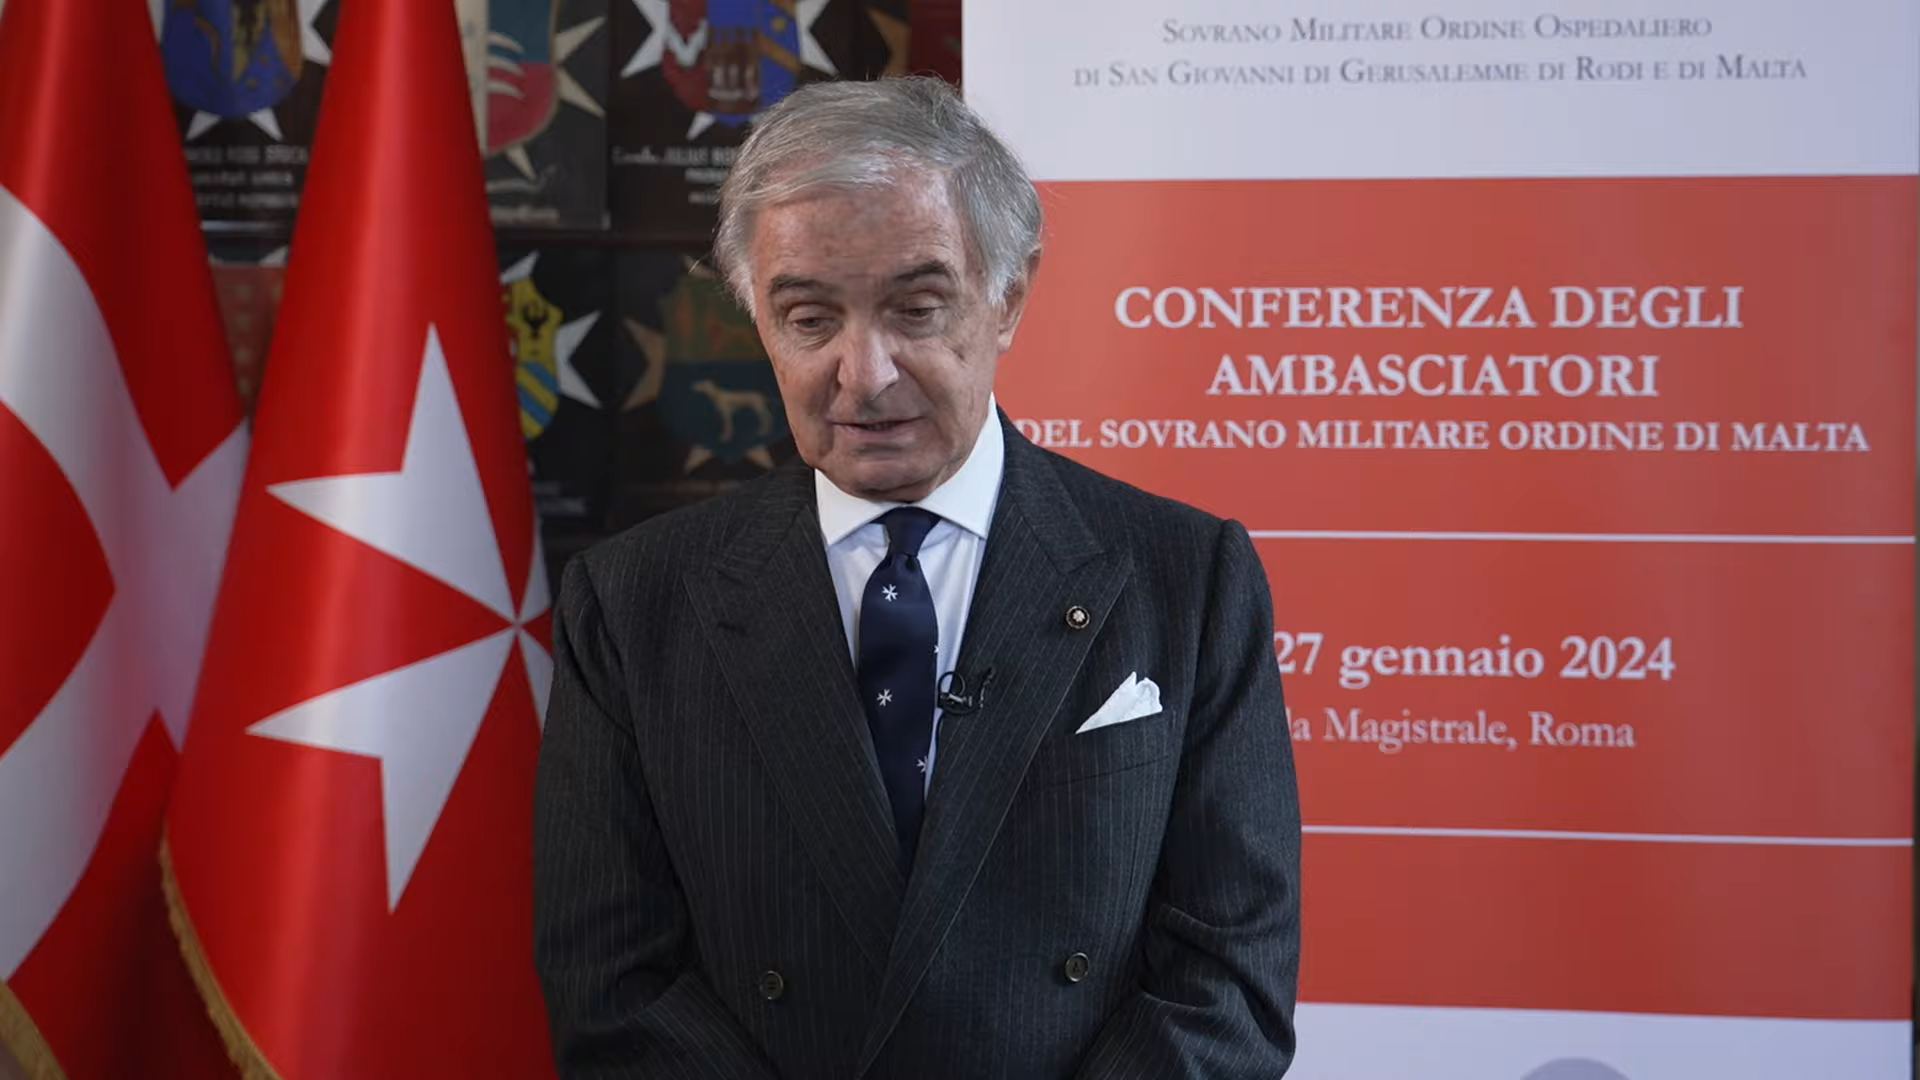 SOVRANO MILITARE ORDINE OSPEDALIERO
DI SAN GIOVANNI DI GERUSALEMME DI RODI E DI MALTA
CONFERENZA DEGLI
AMBASCIATORI
DEL SOVRANO MILITARE ORDINE DI MALTA
27 gennaio 2024
la Magistrale, Roma